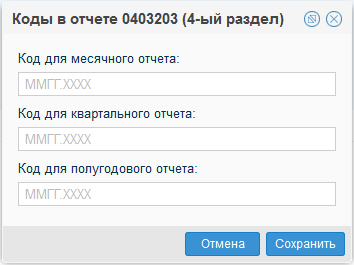 Коды в отчете 0403203 (4-ый раздел)
Код для месячного отчета:
ММГГ.XXXX
Код для квартального отчета:
ММГГ.XXXX
Код для полугодового отчета:
ММГГ.XXXX
Отмена Сохранить